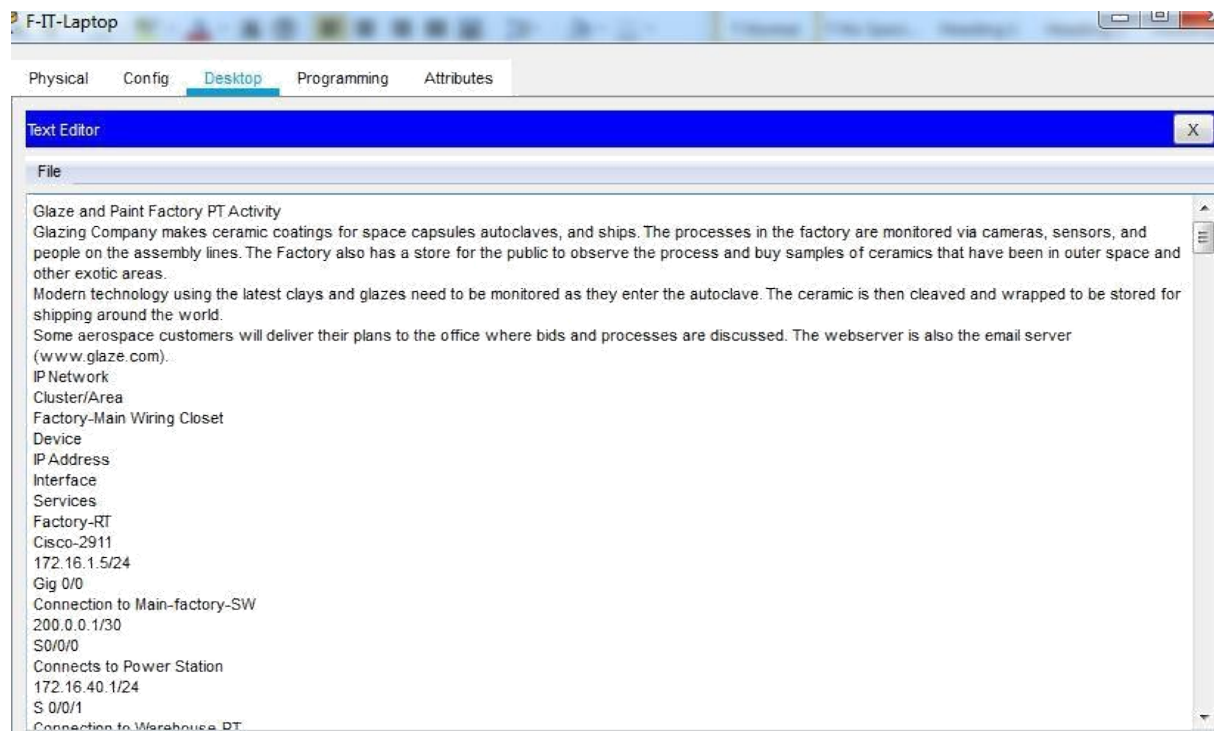 F-IT-Laptop
Physical Config Desktop Programming Attributes
Text Editor
X
File
Glaze and Paint Factory PT Activity
Glazing Company makes ceramic coatings for space capsules autoclaves, and ships. The processes in the factory are monitored via cameras, sensors, and
people on the assembly lines. The Factory also has a store for the public to observe the process and buy samples of ceramics that have been in outer space and
other exotic areas.
Modern technology using the latest clays and glazes need to be monitored as they enter the autoclave. The ceramic is then cleaved and wrapped to be stored for
shipping around the world.
Some aerospace customers will deliver their plans to the office where bids and processes are discussed. The webserver is also the email server
(www.glaze.com).
IP Network
Cluster/Area
Factory-Main Wiring Closet
Device
IP Address
Interface
Services
Factory-RT
Cisco-2911
172.16.1.5/24
Gig 0/0
Connection to Main-factory-SW
200.0.0.1/30
S0/0/0
Connects to Power Station
172.16.40.1/24
S 0/0/1
Connection to Warehouse-RT